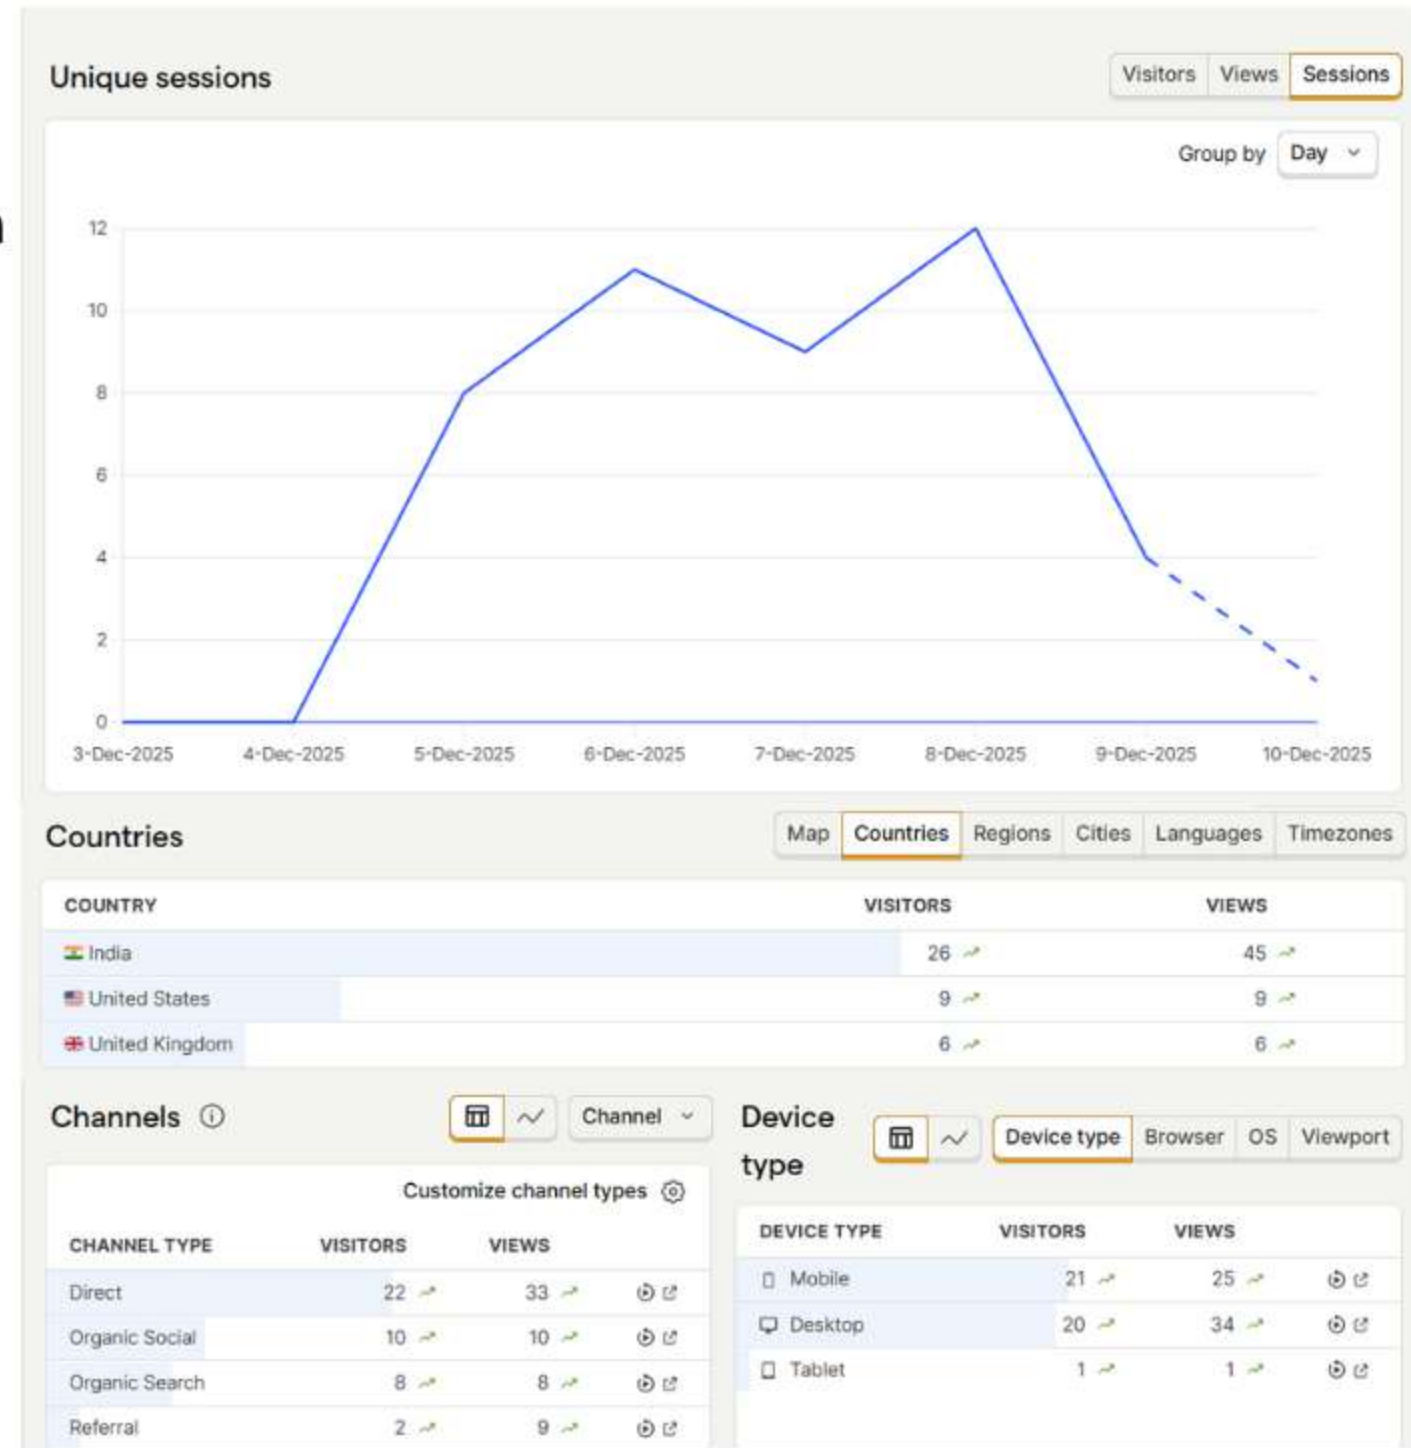 Unique sessions
Visitors Views Sessions
Group by Day
12
10
8
6
4
2
0
3-Dec-2025 4-Dec-2025 5-Dec-2025 6-Dec-2025 7-Dec-2025 8-Dec-2025 9-Dec-2025 10-Dec-2025
Countries
Map Countries Regions Cities Languages Timezones
COUNTRY VISITORS VIEWS
India 26 45
United States 9 9
United Kingdom 6 6
Channels
Channel
Customize channel types
CHANNEL TYPE VISITORS VIEWS
Direct 22 33
Organic Social 10 10
Organic Search 8 8
Referral 2 9
Device
type
Device type Browser OS Viewport
DEVICE TYPE VISITORS VIEWS
Mobile 21 25
Desktop 20 34
Tablet 1 1